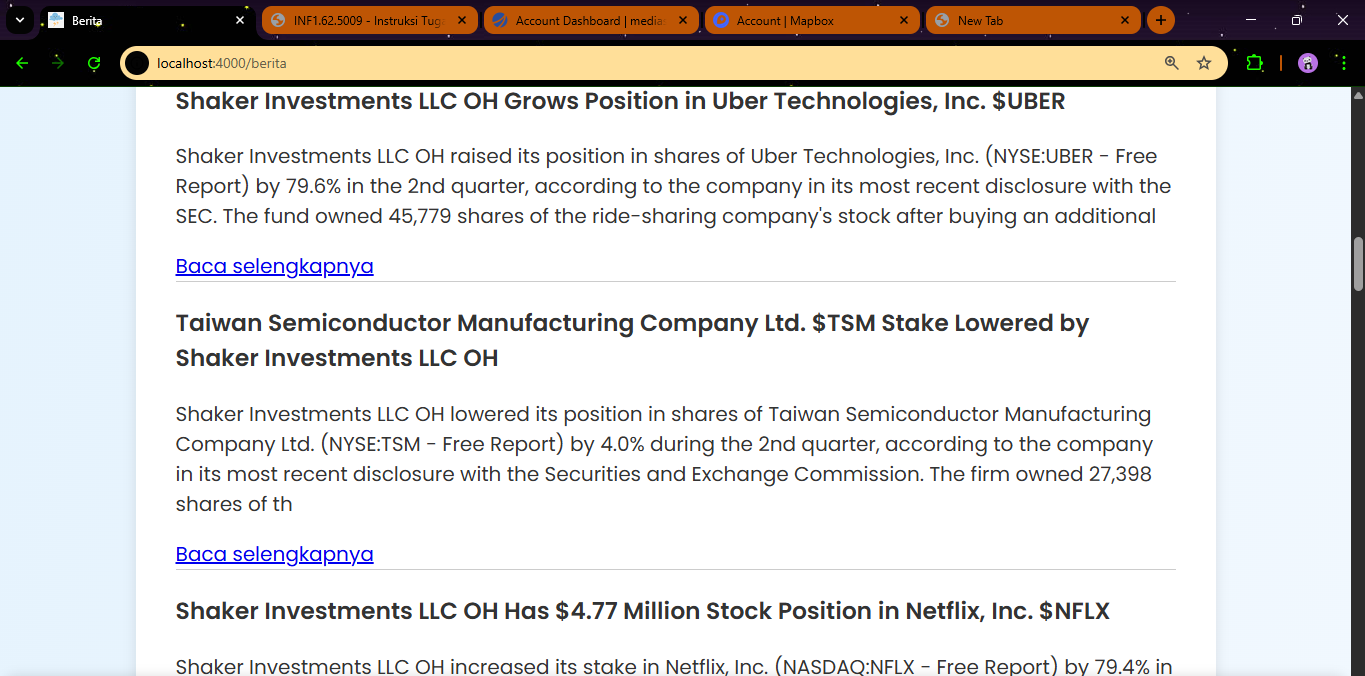 Berita
INF1.62.5009 - Instruksi Tuga
Account Dashboard | medias
Account | Mapbox
New Tab
localhost:4000/berita
Shaker Investments LLC OH Grows Position in Uber Technologies, Inc. $UBER
Shaker Investments LLC OH raised its position in shares of Uber Technologies, Inc. (NYSE:UBER - Free
Report) by 79.6% in the 2nd quarter, according to the company in its most recent disclosure with the
SEC. The fund owned 45,779 shares of the ride-sharing company's stock after buying an additional
Baca selengkapnya
Taiwan Semiconductor Manufacturing Company Ltd. $TSM Stake Lowered by
Shaker Investments LLC OH
Shaker Investments LLC OH lowered its position in shares of Taiwan Semiconductor Manufacturing
Company Ltd. (NYSE:TSM - Free Report) by 4.0% during the 2nd quarter, according to the company
in its most recent disclosure with the Securities and Exchange Commission. The firm owned 27,398
shares of th
Baca selengkapnya
Shaker Investments LLC OH Has $4.77 Million Stock Position in Netflix, Inc. $NFLX
Shaker Investments LLC OH increased its stake in Netflix, Inc. (NASDAQ:NFLX - Free Report) by 79.4% in